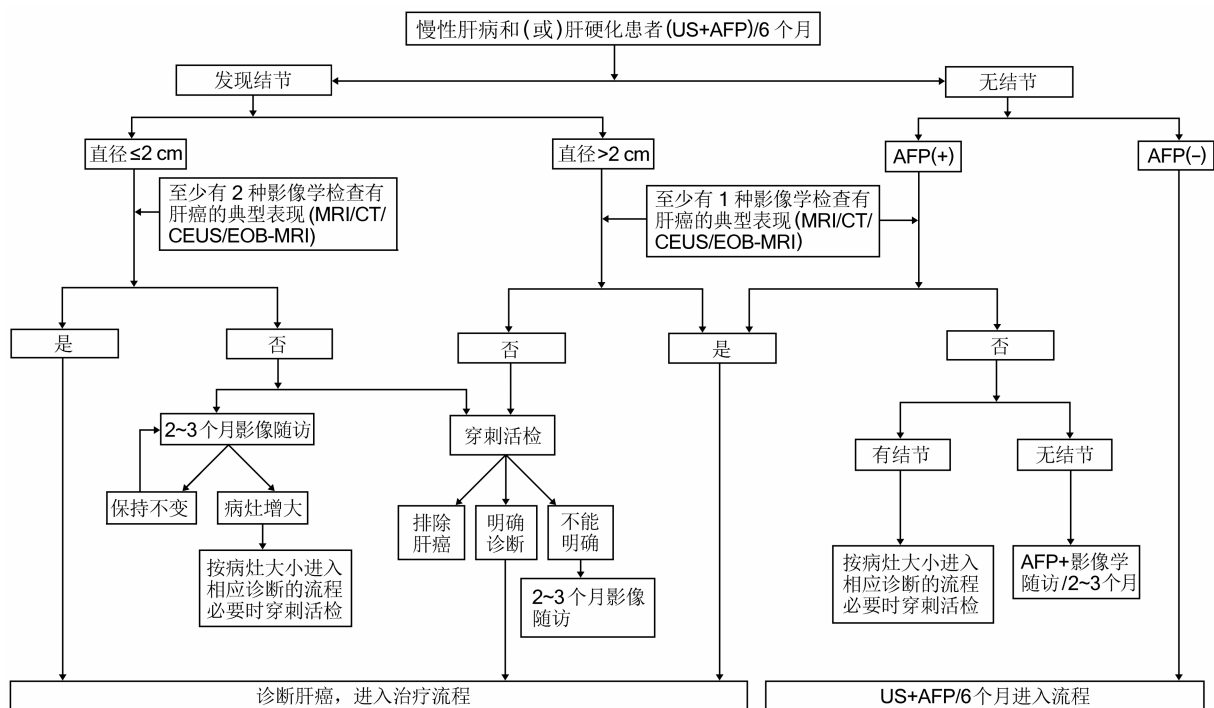 慢性肝病和(或)肝硬化患者(US+AFP)/6个月
发现结节
无结节
直径≤2 cm
直径>2 cm
AFP(+)
AFP(−)
至少有2种影像学检查有
肝癌的典型表现(MRI/CT/
CEUS/EOB-MRI)
至少有1种影像学检查有
肝癌的典型表现(MRI/CT/
CEUS/EOB-MRI)
是
否
否
是
否
2~3个月影像随访
穿刺活检
有结节
无结节
保持不变
病灶增大
排除
肝癌
明确
诊断
不能
明确
按病灶大小进入
相应诊断的流程
必要时穿刺活检
2~3个月影像
随访
按病灶大小进入
相应诊断的流程
必要时穿刺活检
AFP+影像学
随访/2~3个月
诊断肝癌，进入治疗流程
US+AFP/6个月进入流程